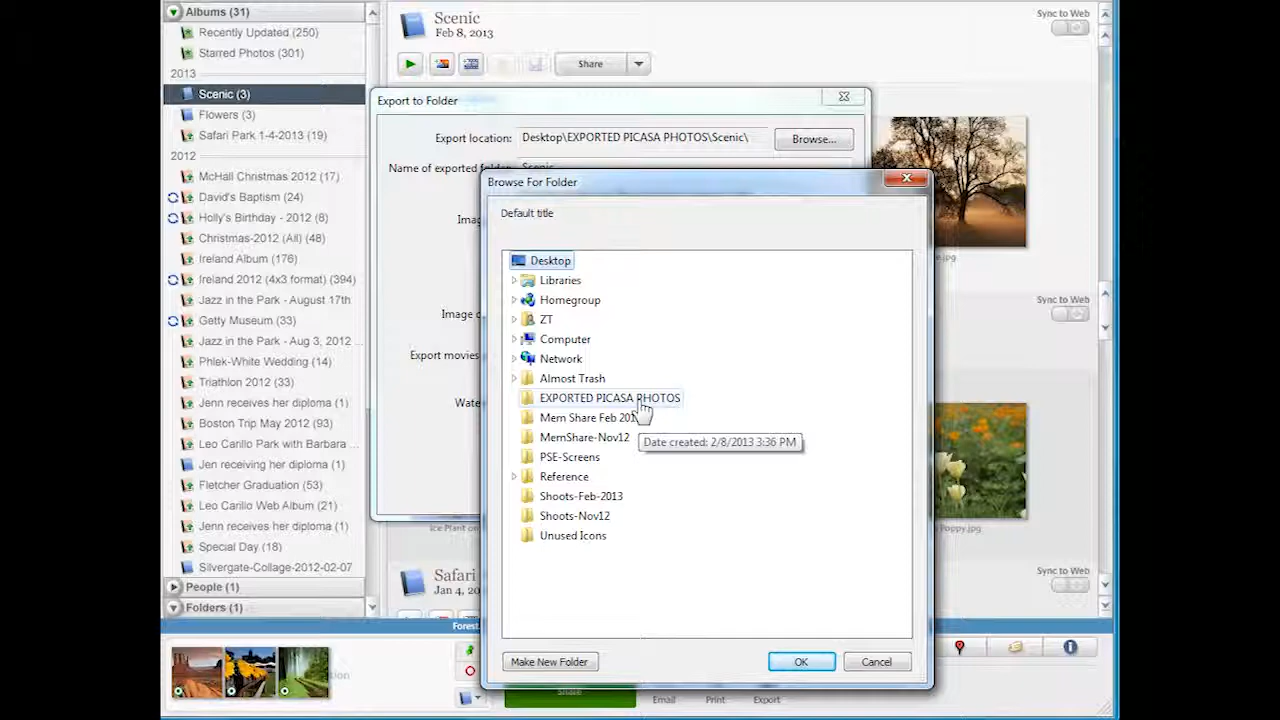 Albums (31)
Recently Updated (250)
Starred Photos (301)
2013
Scenic (3)
Flowers (3)
Safari Park 1-4-2013 (19)
2012
McHall Christmas 2012 (17)
David's Baptism (24)
Holly's Birthday - 2012 (8)
Christmas-2012 (All) (48)
Ireland Album (176)
Ireland 2012 (4x3 format) (394)
Jazz in the Park - August 17th
Getty Museum (33)
Jazz in the Park - Aug 3, 2012 ...
Phlek-White Wedding (14)
Triathlon 2012 (33)
Jenn receives her diploma (1)
Boston Trip May 2012 (93)
Leo Carillo Park with Barbara ...
Jen receiving her diploma (1)
Fletcher Graduation (53)
Leo Carillo Web Album (21)
Jenn receives her diploma (1)
Special Day (18)
Silvergate-Collage-2012-02-07
People (1)
Folders (1)
Scenic
Feb 8, 2013
Share
Sync to Web
Export to Folder
Export location: Desktop\EXPORTED PICASA PHOTOS\Scenic\ Browse...
Name of exported folder: Scenic
Image
Export movies
Browse For Folder
Default title
Desktop
Libraries
Homegroup
ZT
Computer
Network
Almost Trash
EXPORTED PICASA PHOTOS
Mem Share Feb 201
MemShare-Nov12
Date created: 2/8/2013 3:36 PM
PSE-Screens
Reference
Shoots-Feb-2013
Shoots-Nov12
Unused Icons
Make New Folder OK Cancel
Sync to Web
Poppy.jpg
Ice Plant on
Sync to Web
Safari
Jan 4, 20
Share
Email Print Export